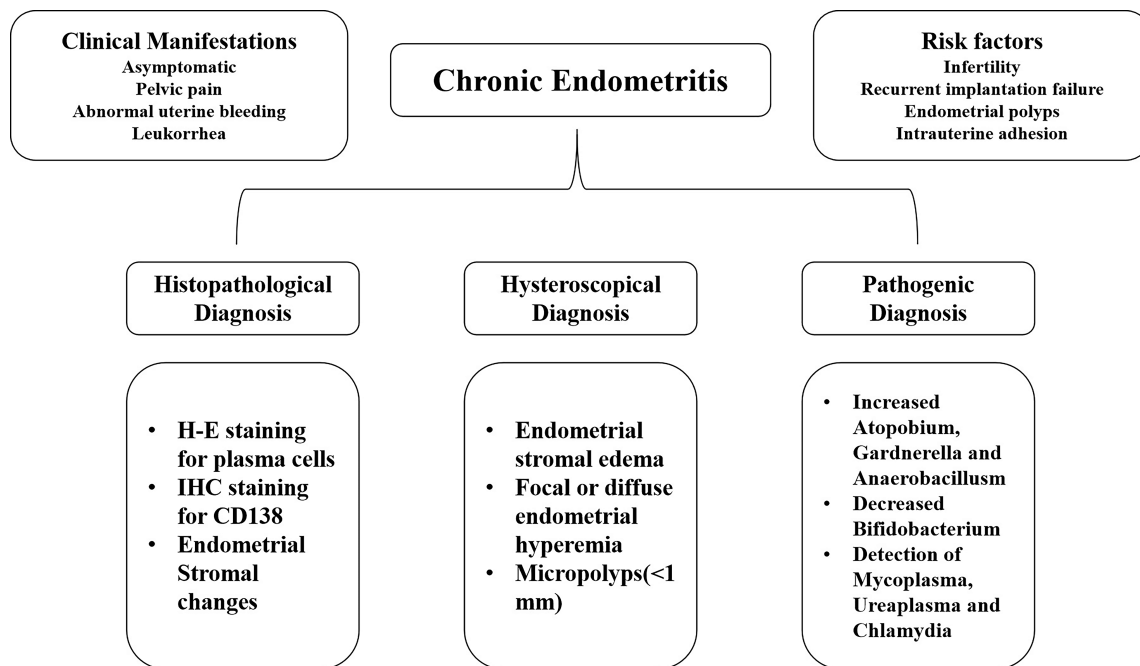 Clinical Manifestations
Asymptomatic
Pelvic pain
Abnormal uterine bleeding
Leukorrhea
Chronic Endometritis
Risk factors
Infertility
Recurrent implantation failure
Endometrial polyps
Intrauterine adhesion
Histopathological
Diagnosis
• H-E staining
for plasma cells
• IHC staining
for CD138
• Endometrial
Stromal
changes
Hysteroscopical
Diagnosis
• Endometrial
stromal edema
• Focal or diffuse
endometrial
hyperemia
• Micropolyps(<1
mm)
Pathogenic
Diagnosis
• Increased
Atopobium,
Gardnerella and
Anaerobacillusm
• Decreased
Bifidobacterium
• Detection of
Mycoplasma,
Ureaplasma and
Chlamydia